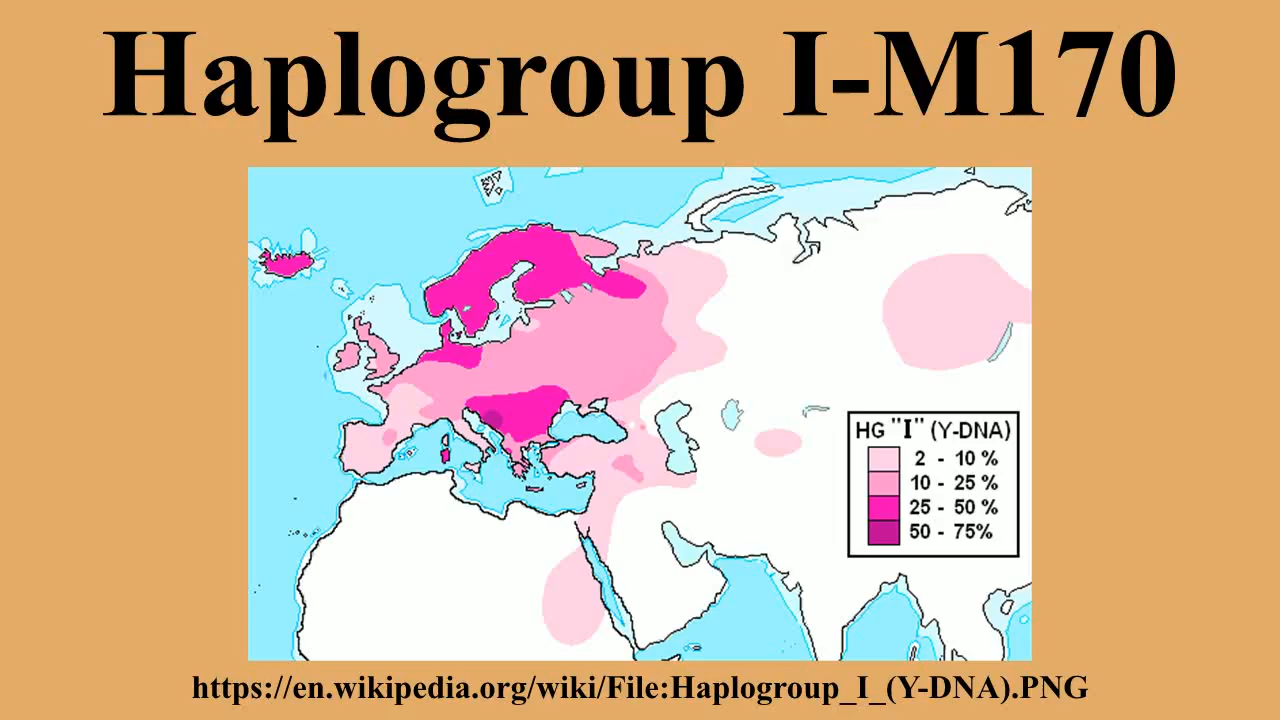 Haplogroup I-M170
HG "I" (Y-DNA)
2 - 10 %
10 - 25 %
25 - 50 %
50 - 75%
https://en.wikipedia.org/wiki/File:Haplogroup_I_(Y-DNA).PNG